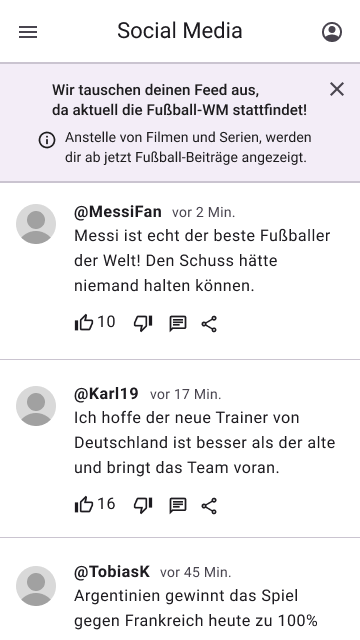 Social Media
Wir tauschen deinen Feed aus,
da aktuell die Fußball-WM stattfindet!
Anstelle von Filmen und Serien, werden
dir ab jetzt Fußball-Beiträge angezeigt.
@MessiFan vor 2 Min.
Messi ist echt der beste Fußballer
der Welt! Den Schuss hätte
niemand halten können.
10
@Karl19 vor 17 Min.
Ich hoffe der neue Trainer von
Deutschland ist besser als der alte
und bringt das Team voran.
16
@TobiasK vor 45 Min.
Argentinien gewinnt das Spiel
gegen Frankreich heute zu 100%